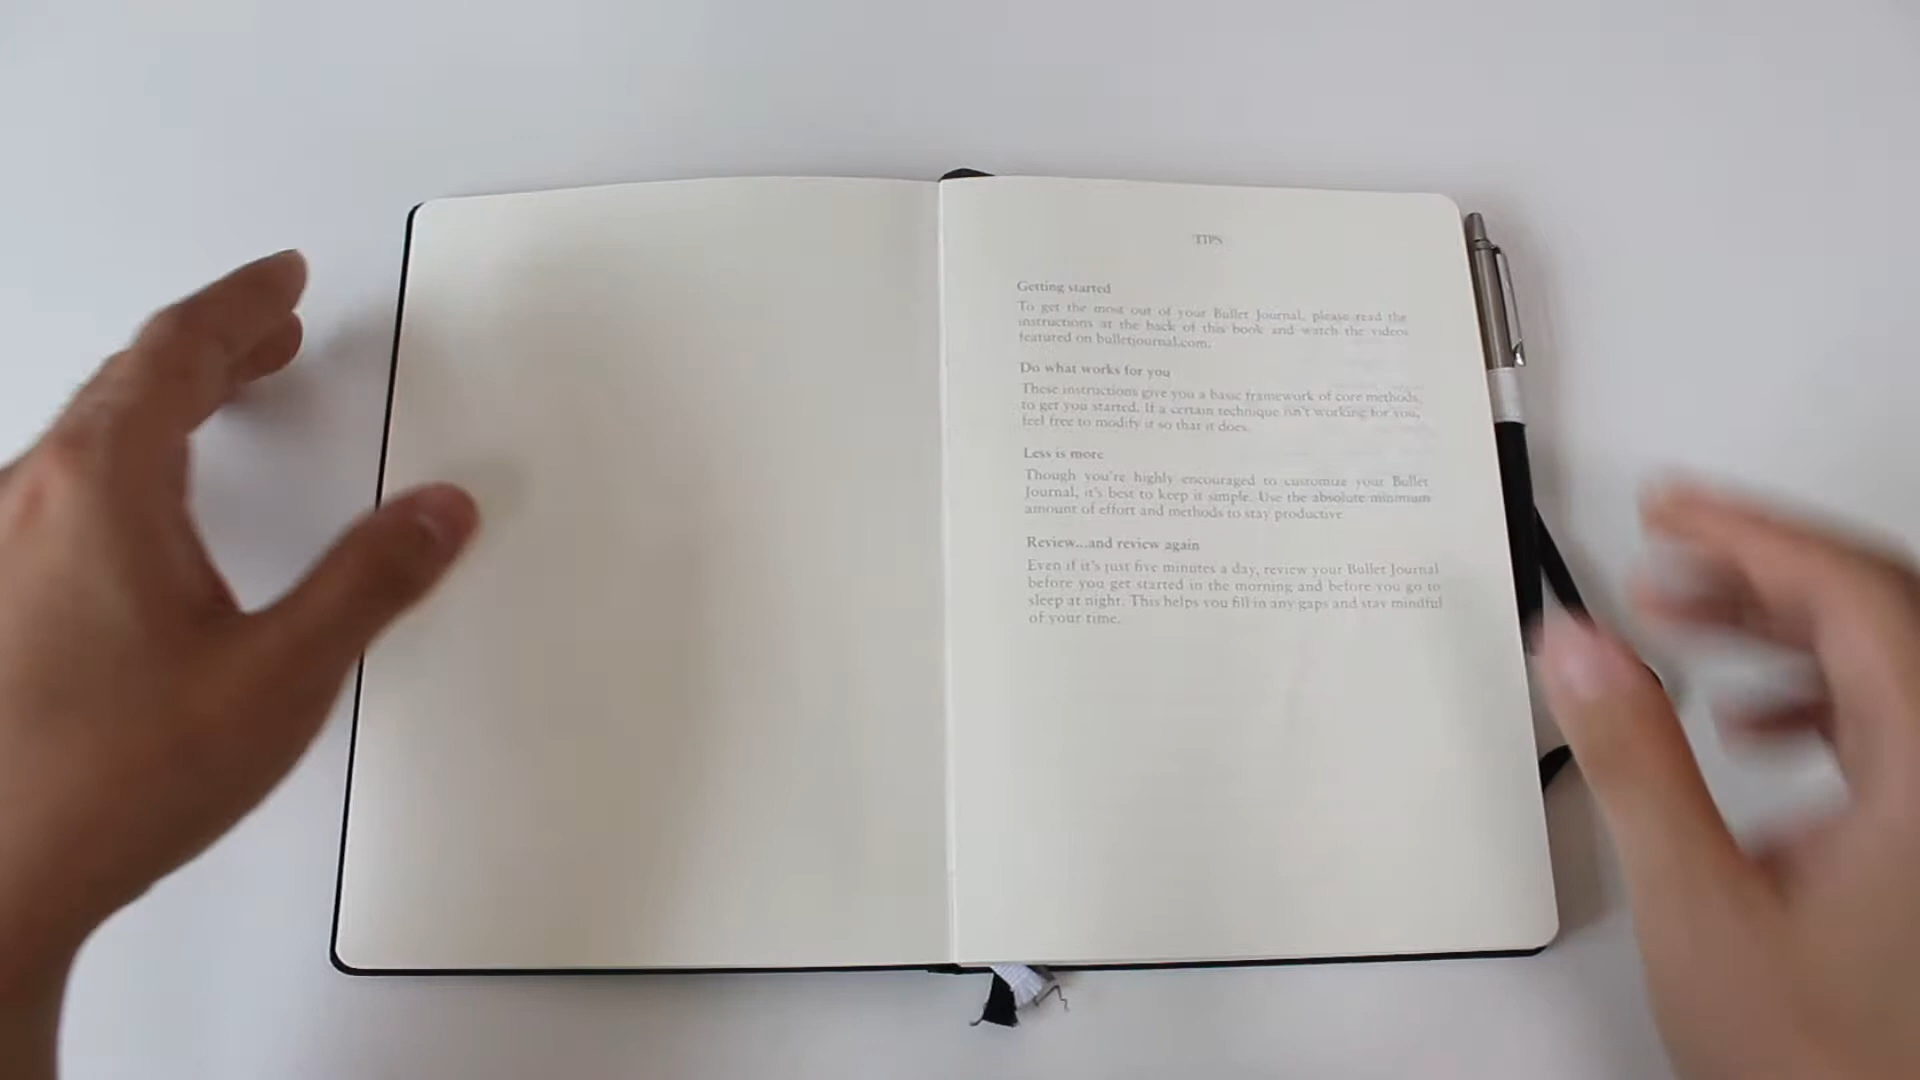 TIPS
Getting started
To get the most out of your Bullet Journal, please read the
instructions at the back of this book and watch the videos
featured on bulletjournal.com.
Do what works for you
These instructions give you a basic framework of core methods
to get you started. If a certain technique isn't working for you,
feel free to modify it so that it does.
Less is more
Though you're highly encouraged to customize your Bullet
Journal, it's best to keep it simple. Use the absolute minimum
amount of effort and methods to stay productive.
Review...and review again
Even if it's just five minutes a day, review your Bullet Journal
before you get started in the morning and before you go to
sleep at night. This helps you fill in any gaps and stay mindful
of your time.